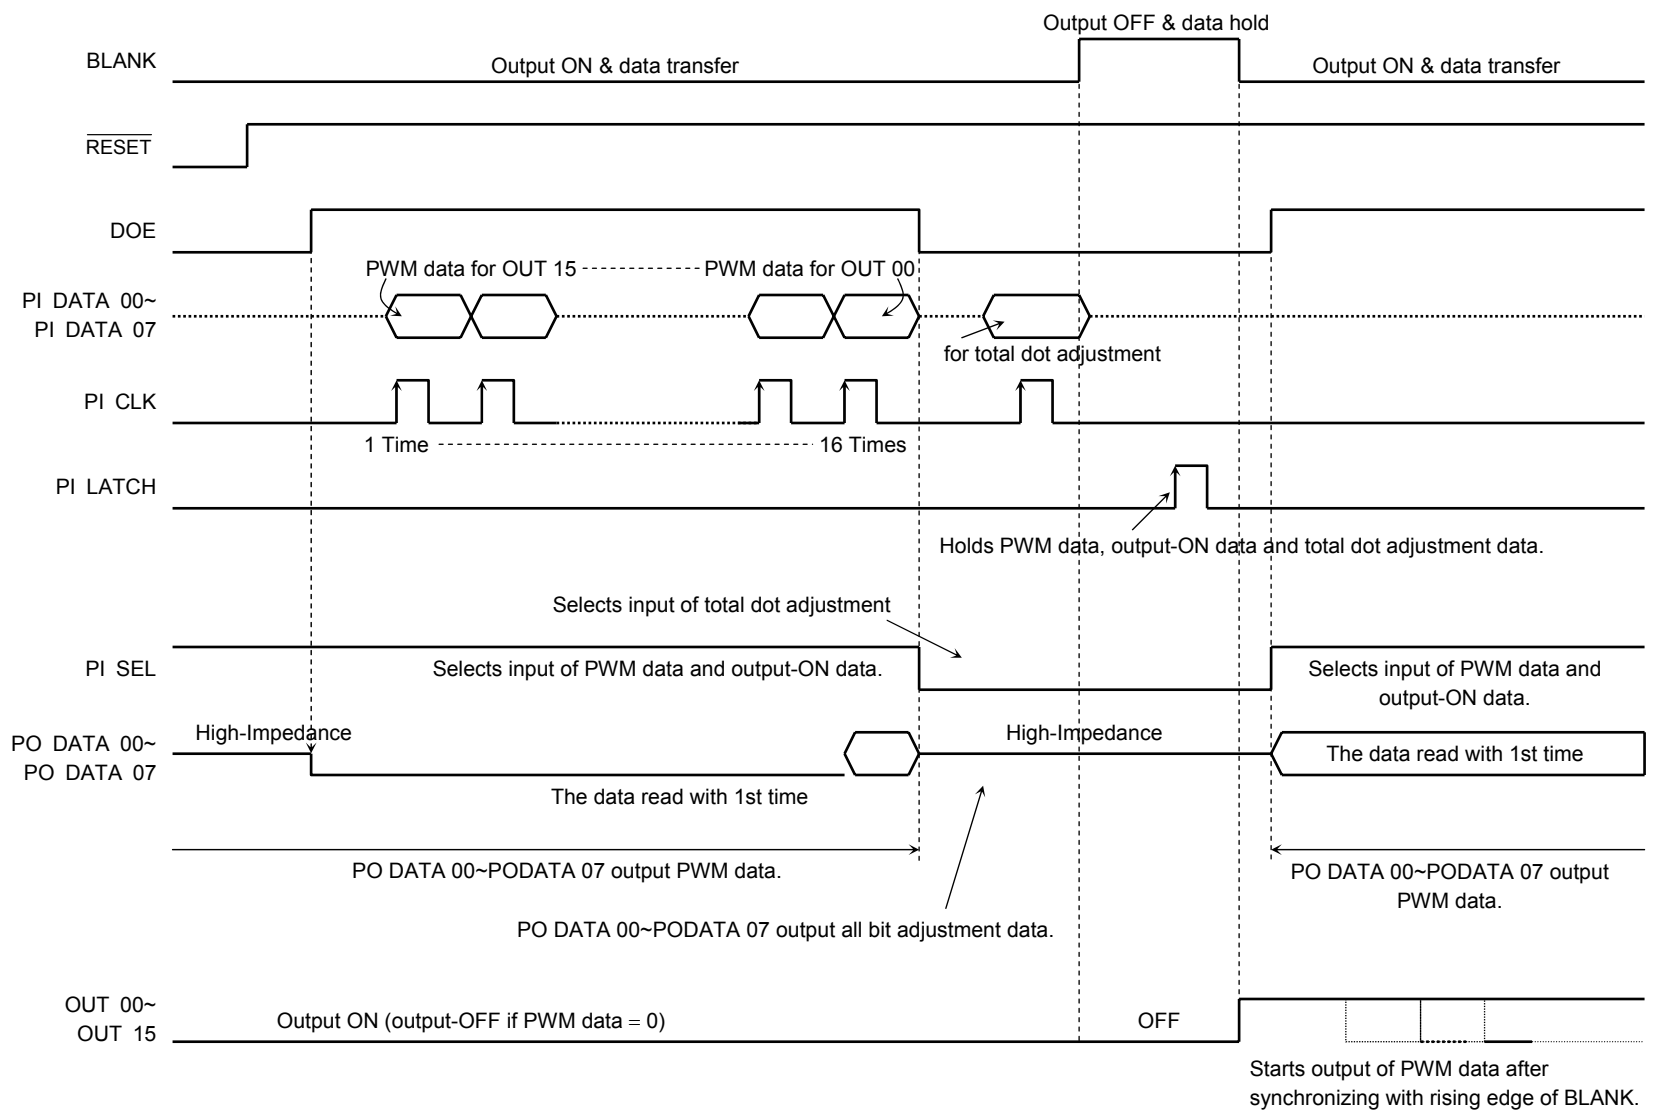 Output OFF & data hold
BLANK
Output ON & data transfer
Output ON & data transfer
RESET
DOE
PWM data for OUT 15
PWM data for OUT 00
PI DATA 00~
PI DATA 07
for total dot adjustment
PI CLK
1 Time
16 Times
PI LATCH
Holds PWM data, output-ON data and total dot adjustment data.
Selects input of total dot adjustment
PI SEL
Selects input of PWM data and output-ON data.
Selects input of PWM data and
output-ON data.
High-Impedance
High-Impedance
PO DATA 00~
PO DATA 07
The data read with 1st time
The data read with 1st time
PO DATA 00~PODATA 07 output PWM data.
PO DATA 00~PODATA 07 output
PWM data.
PO DATA 00~PODATA 07 output all bit adjustment data.
OUT 00~
OUT 15
Output ON (output-OFF if PWM data = 0)
OFF
Starts output of PWM data after
synchronizing with rising edge of BLANK.